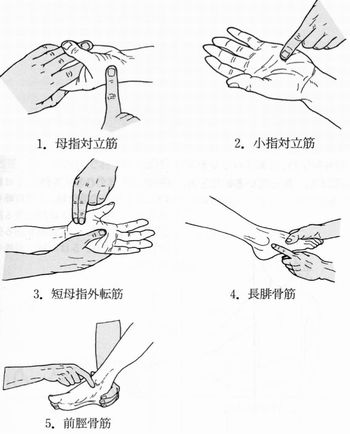 1. 母指対立筋
2. 小指対立筋
3. 短母指外転筋
4. 長腓骨筋
5. 前脛骨筋